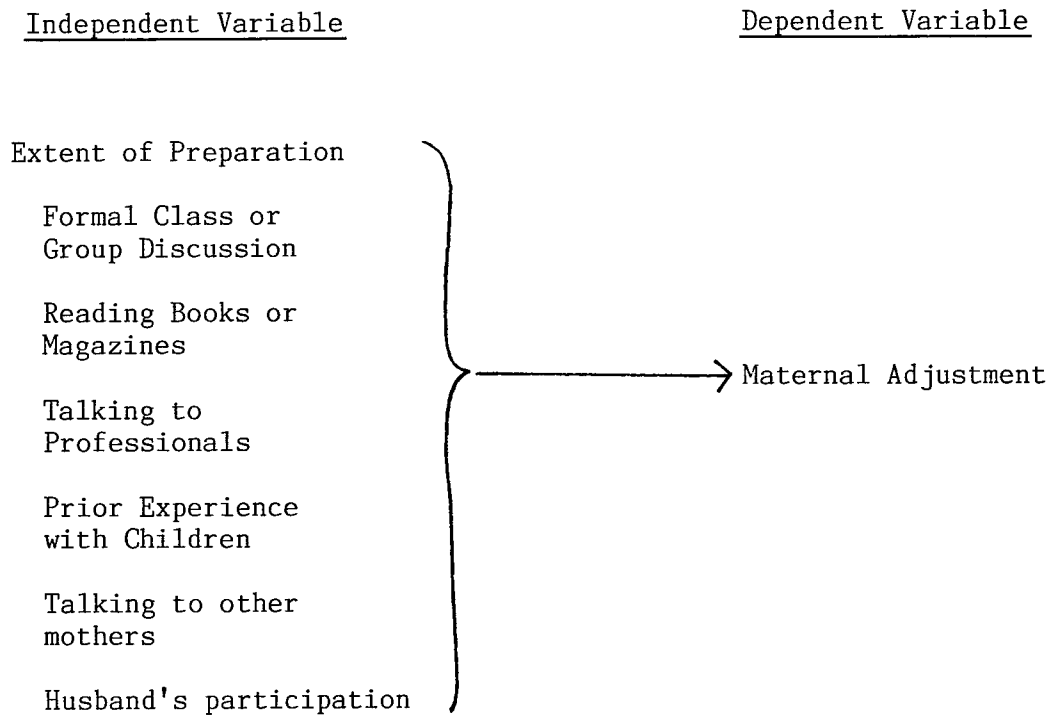 Independent Variable
Dependent Variable
Extent of Preparation
Formal Class or
Group Discussion
Reading Books or
Magazines
Talking to
Professionals
Prior Experience
with Children
Talking to other
mothers
Husband's participation
Maternal Adjustment